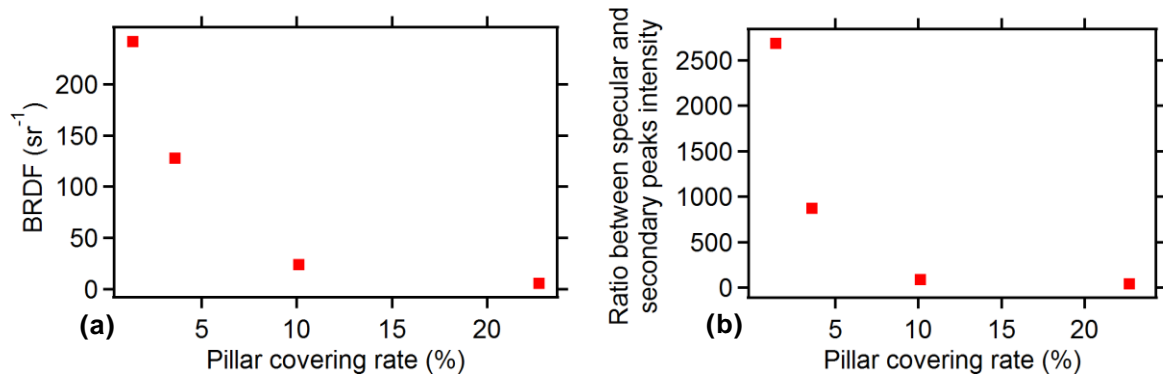 BRDF (sr-1)
200
150
100
50
0
5 10 15 20
(a)
Pillar covering rate (%)
Ratio between specular and
secondary peaks intensity
2500
2000
1500
1000
500
0
5 10 15 20
(b)
Pillar covering rate (%)